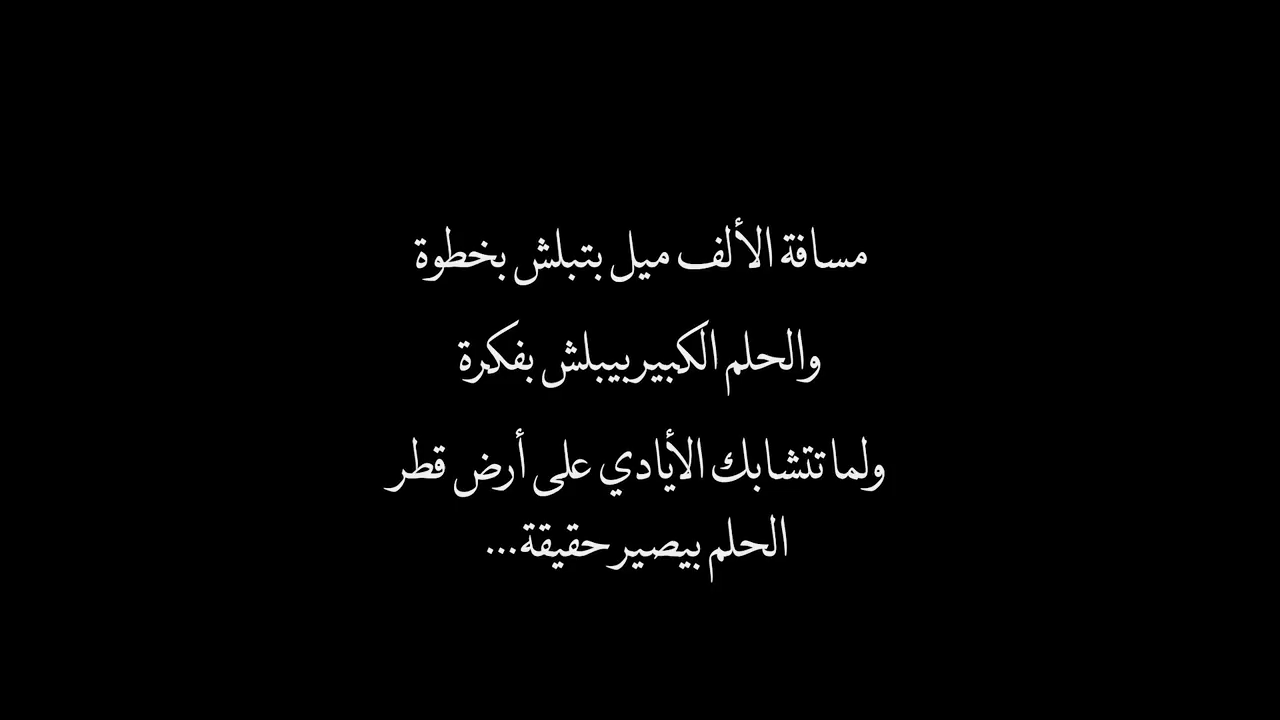 مسافة الألف ميل بتبلش بخطوة
والحلم الكبير بيبلش بفكرة
ولما تتشابك الأيادي على أرض قطر
الحلم بيصير حقيقة...